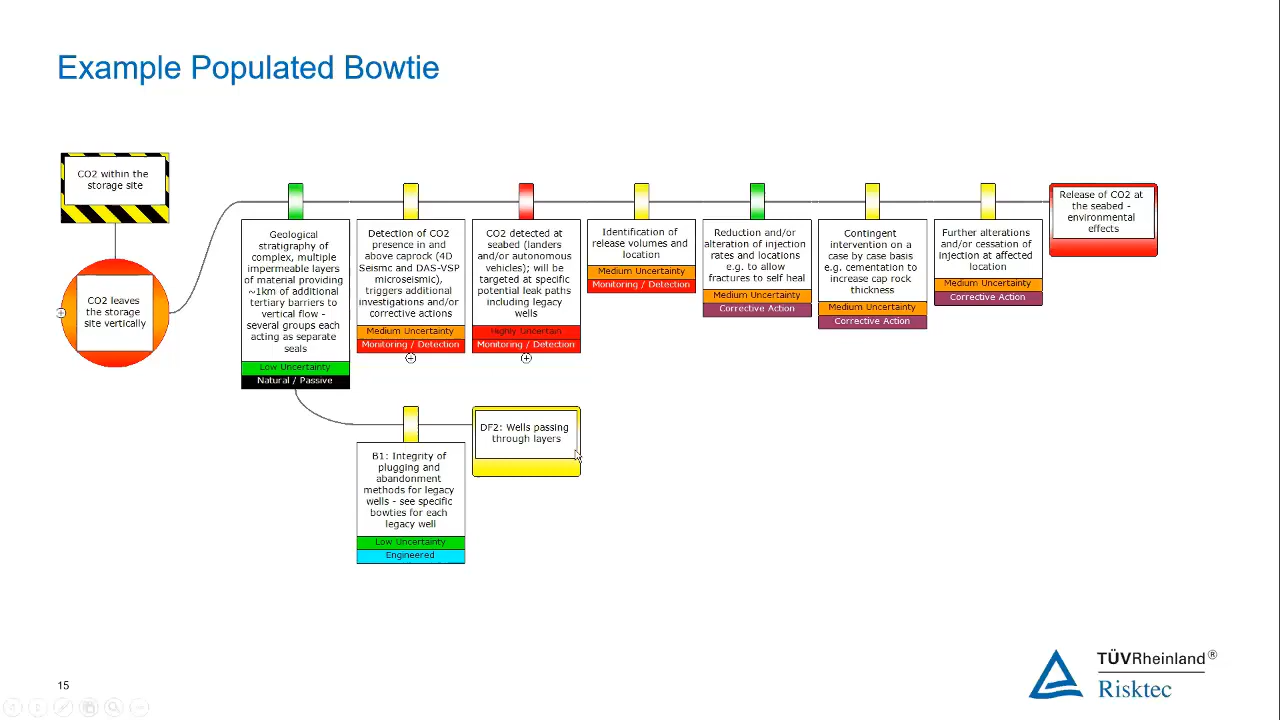 Example Populated Bowtie
CO2 within the
storage site
CO2 leaves
the storage
site vertically
Geological
stratigraphy of
complex, multiple
impermeable layers
of material providing
~1km of additional
tertiary barriers to
vertical flow -
several groups each
acting as separate
seals
Low Uncertainty
Natural / Passive
Detection of CO2
presence in and
above caprock (4D
Seismic and DAS-VSP
microseismic),
triggers additional
investigations and/or
corrective actions
Medium Uncertainty
Monitoring / Detection
CO2 detected at
seabed (landers
and/or autonomous
vehicles); will be
targeted at specific
potential leak paths
including legacy
wells
Highly Uncertain
Monitoring / Detection
Identification of
release volumes and
location
Medium Uncertainty
Monitoring / Detection
Reduction and/or
alteration of injection
rates and locations
e.g. to allow
fractures to self heal
Medium Uncertainty
Corrective Action
Contingent
intervention on a
case by case basis
e.g. cementation to
increase cap rock
thickness
Medium Uncertainty
Corrective Action
Further alterations
and/or cessation of
injection at affected
location
Medium Uncertainty
Corrective Action
Release of CO2 at
the seabed -
environmental
effects
B1: Integrity of
plugging and
abandonment
methods for legacy
wells - see specific
bowties for each
legacy well
Low Uncertainty
Engineered
DF2: Wells passing
through layers
15
TÜVRheinland®
Risktec